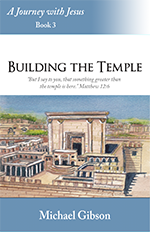 A Journey with Jesus
Book 3
BUILDING THE TEMPLE
"But I say to you, that something greater than
the temple is here." Matthew 12:6
Michael Gibson